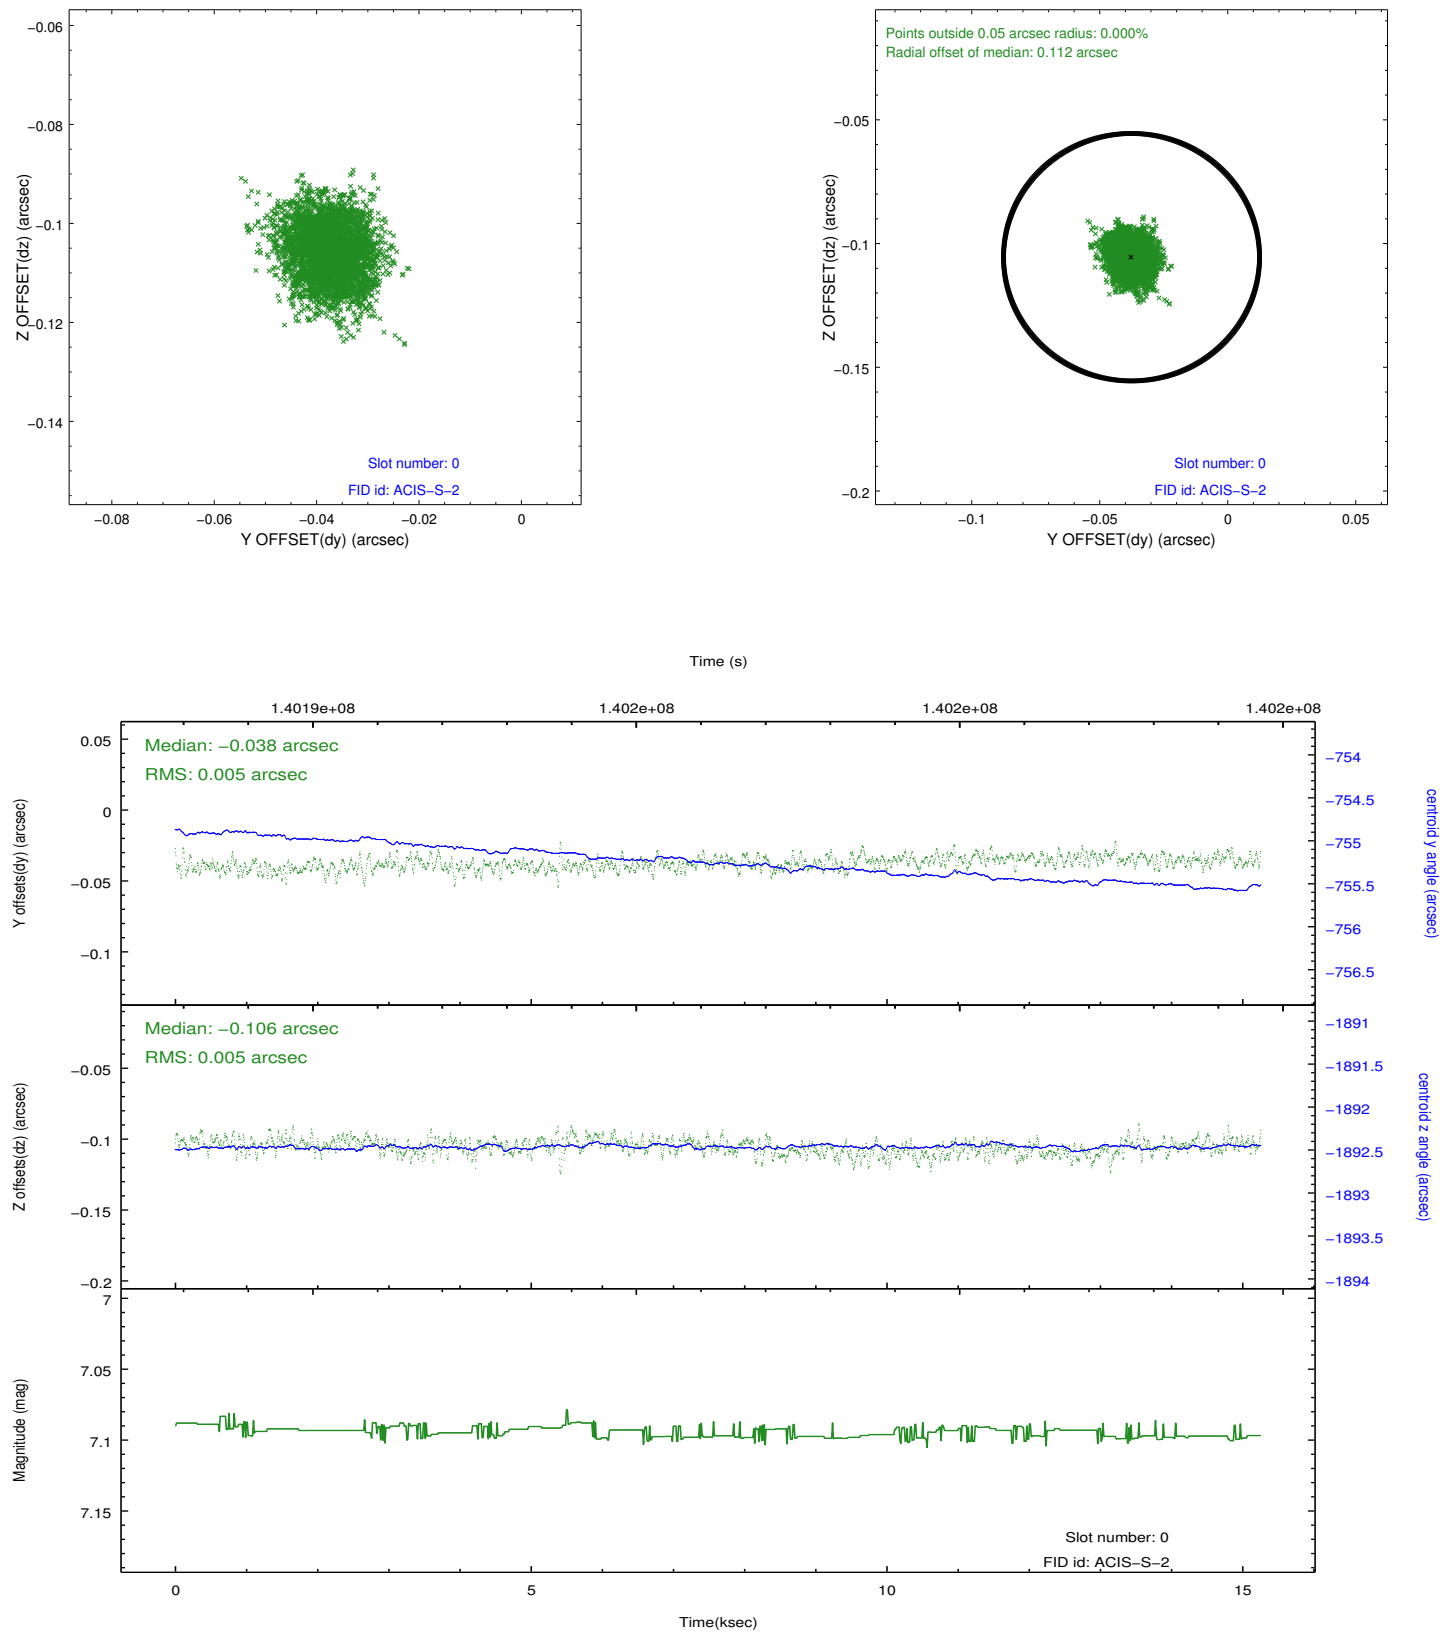 −0.06
−0.08
−0.1
−0.12
−0.14
Z OFFSET(dz) (arcsec)
Slot number: 0
FID id: ACIS−S−2
−0.08
−0.06
−0.04
−0.02
0
Y OFFSET(dy) (arcsec)
Points outside 0.05 arcsec radius: 0.000%
Radial offset of median: 0.112 arcsec
−0.05
−0.1
−0.15
−0.2
Z OFFSET(dz) (arcsec)
Slot number: 0
FID id: ACIS−S−2
−0.1
−0.05
0
0.05
Y OFFSET(dy) (arcsec)
Time (s)
1.4019e+08
1.402e+08
1.402e+08
1.402e+08
Median: −0.038 arcsec
RMS: 0.005 arcsec
0.05
0
−0.05
−0.1
Y offsets(dy) (arcsec)
−754
−754.5
−755
−755.5
−756
−756.5
centroid y angle (arcsec)
Median: −0.106 arcsec
RMS: 0.005 arcsec
−0.05
−0.1
−0.15
−0.2
Z offsets(dz) (arcsec)
−1891
−1891.5
−1892
−1892.5
−1893
−1893.5
−1894
centroid z angle (arcsec)
7
7.05
7.1
7.15
Magnitude (mag)
Slot number: 0
FID id: ACIS−S−2
0
5
10
15
Time(ksec)